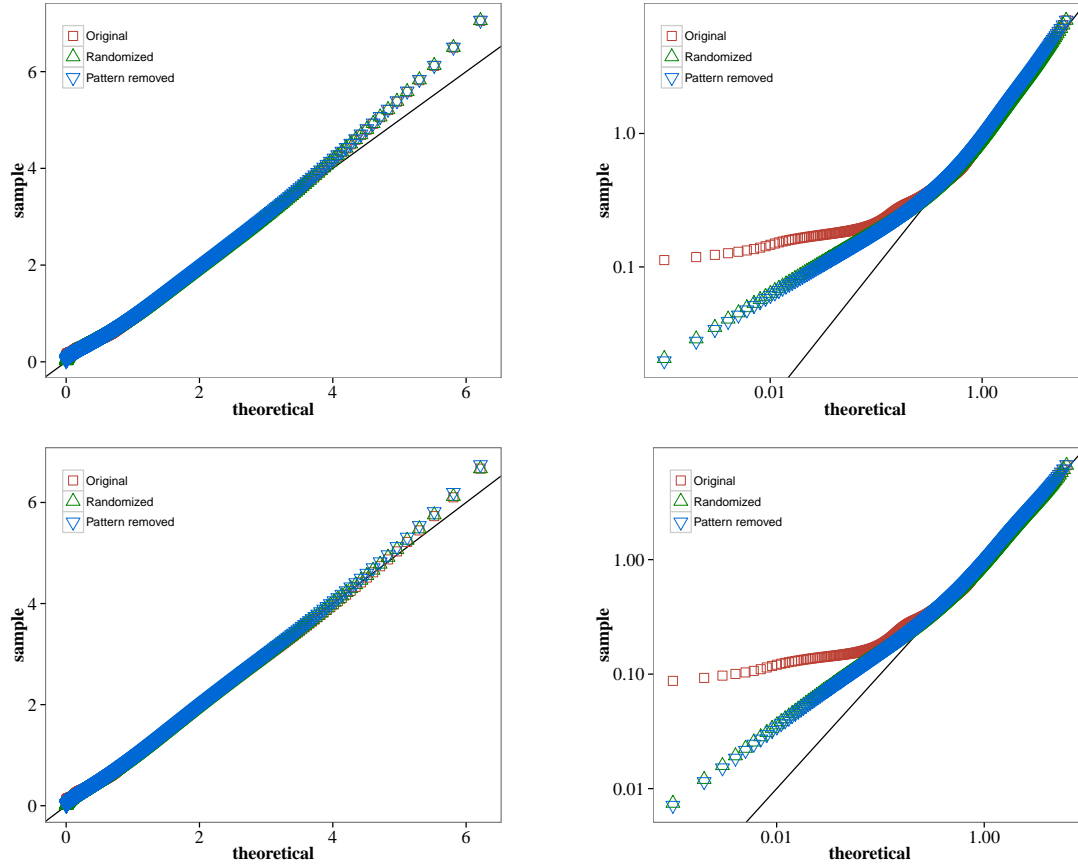 Original
Randomized
Pattern removed
6
4
2
0
sample
0 2 4 6
theoretical
Original
Randomized
Pattern removed
1.0
0.1
sample
0.01 1.00
theoretical
Original
Randomized
Pattern removed
6
4
2
0
sample
0 2 4 6
theoretical
Original
Randomized
Pattern removed
1.00
0.10
0.01
sample
0.01 1.00
theoretical